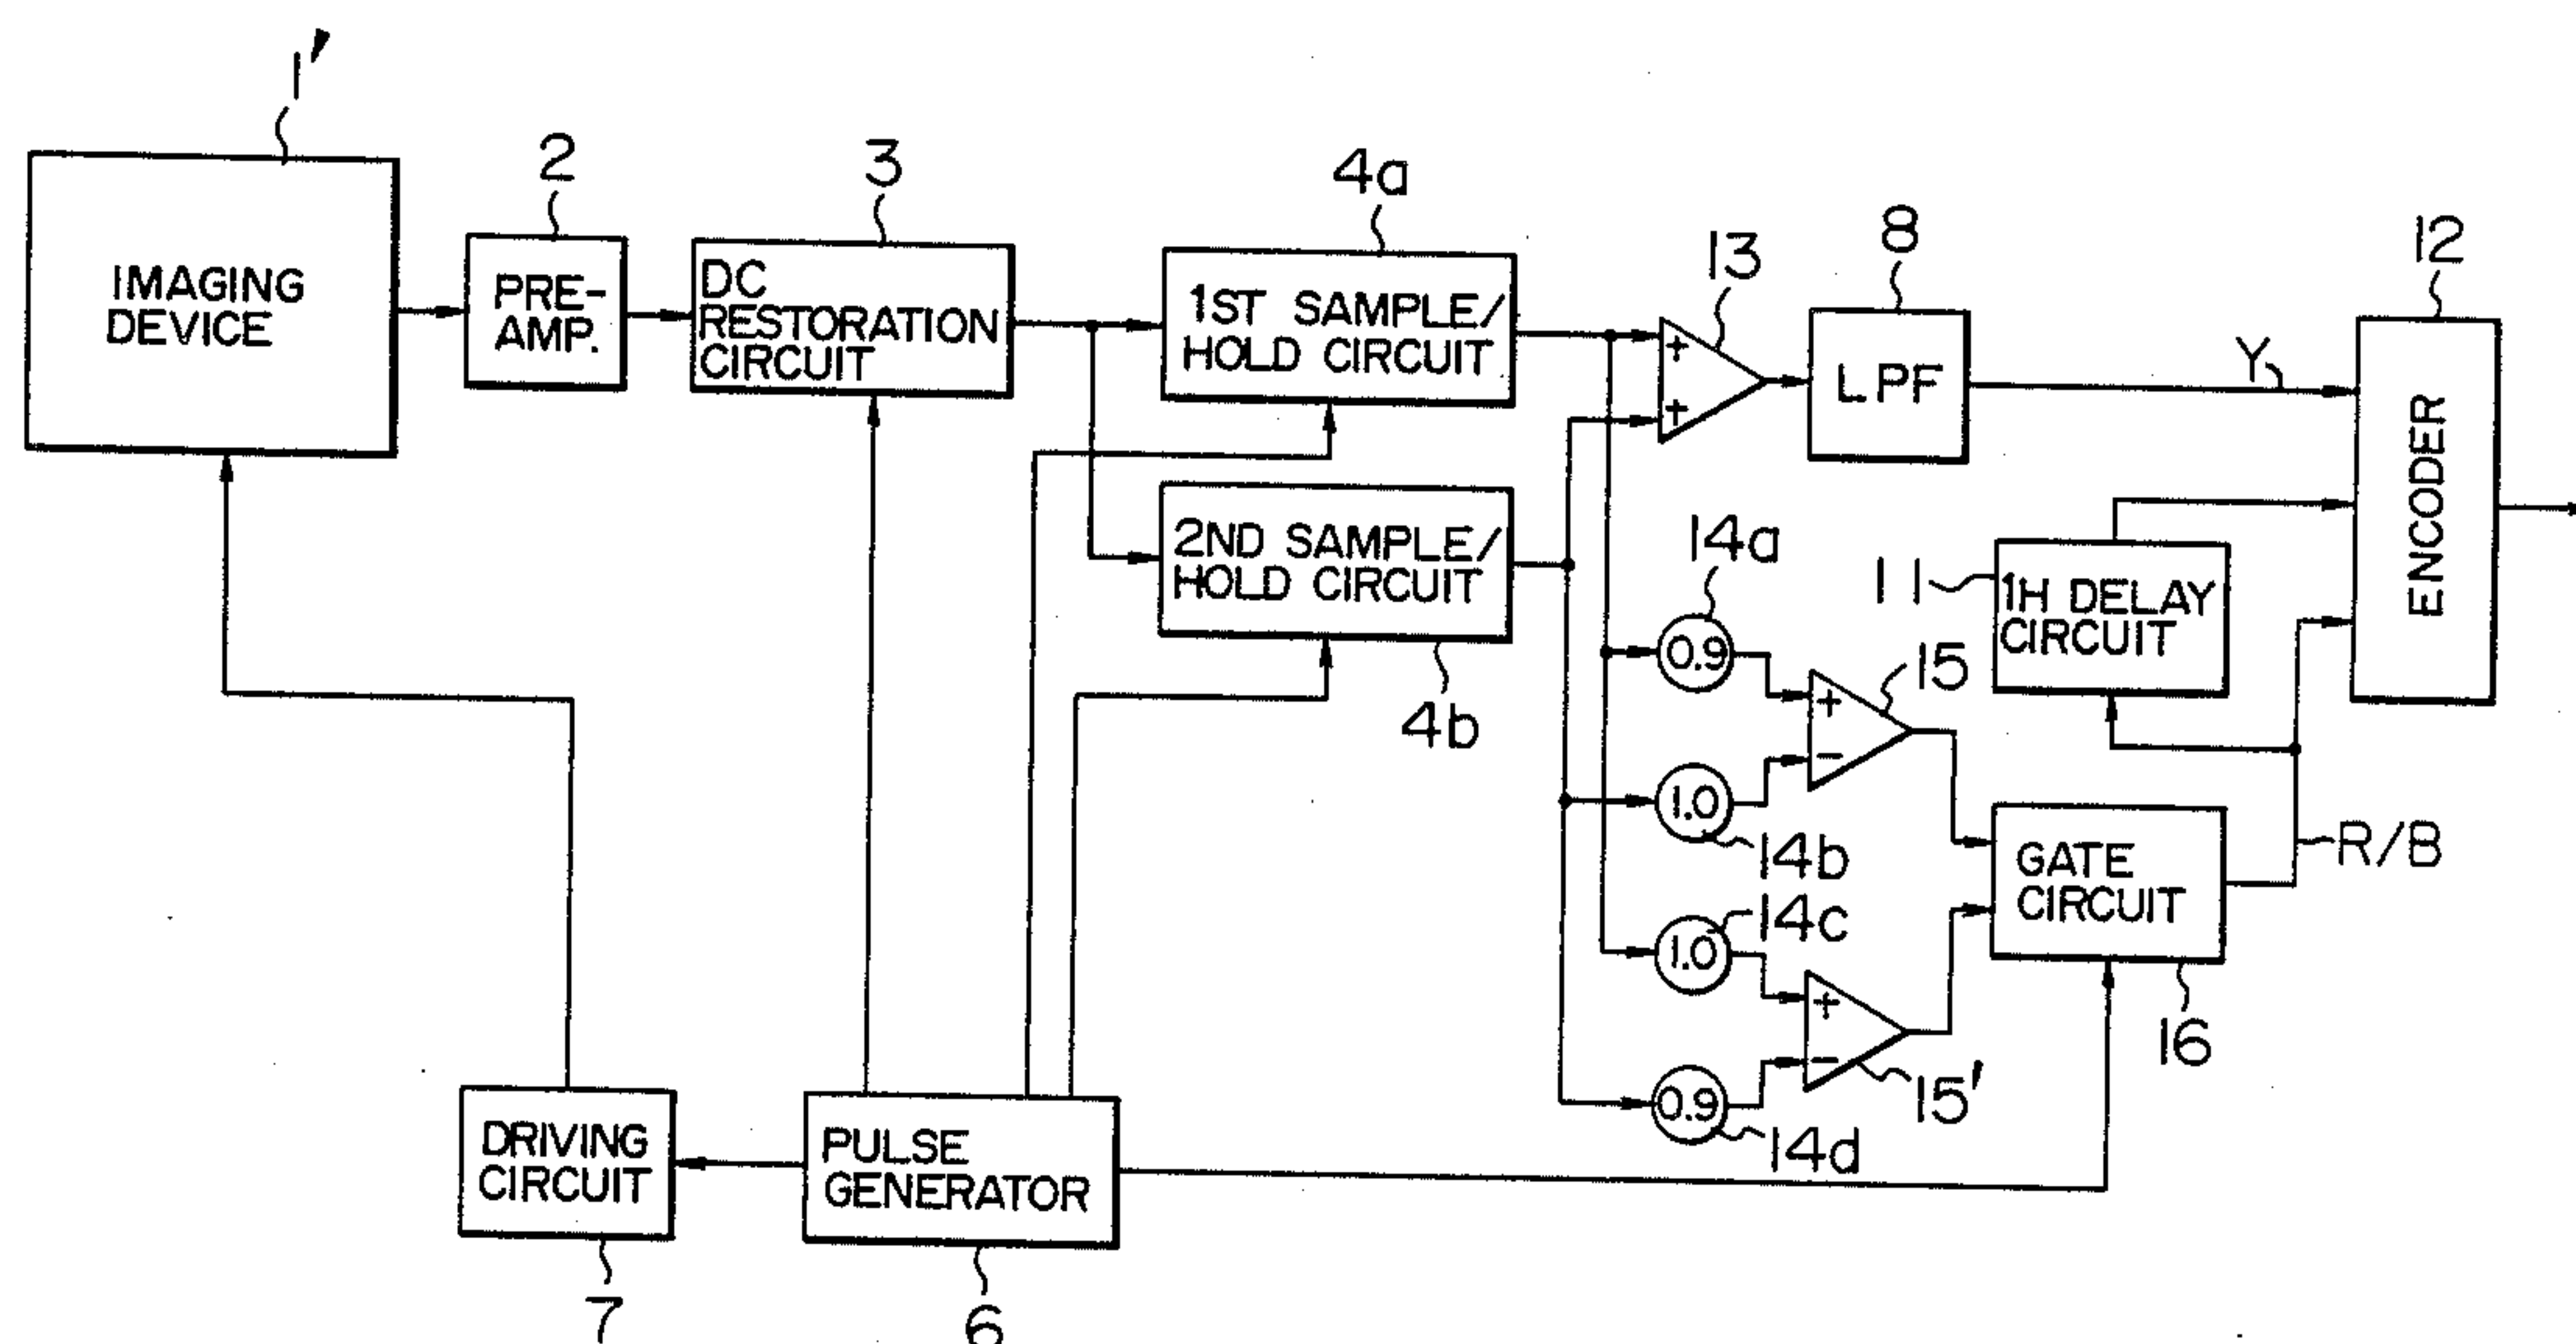 1'
IMAGING
DEVICE
2
PRE-
AMP.
3
DC
RESTORATION
CIRCUIT
4a
1ST SAMPLE/
HOLD CIRCUIT
2ND SAMPLE/
HOLD CIRCUIT
4b
13
+
+
8
LPF
Y
12
ENCODER
11
1H DELAY
CIRCUIT
14a
0.9
15
+
-
1.0
14b
14c
1.0
+
-
15'
0.9
14d
GATE
CIRCUIT
16
R/B
DRIVING
CIRCUIT
7
PULSE
GENERATOR
6